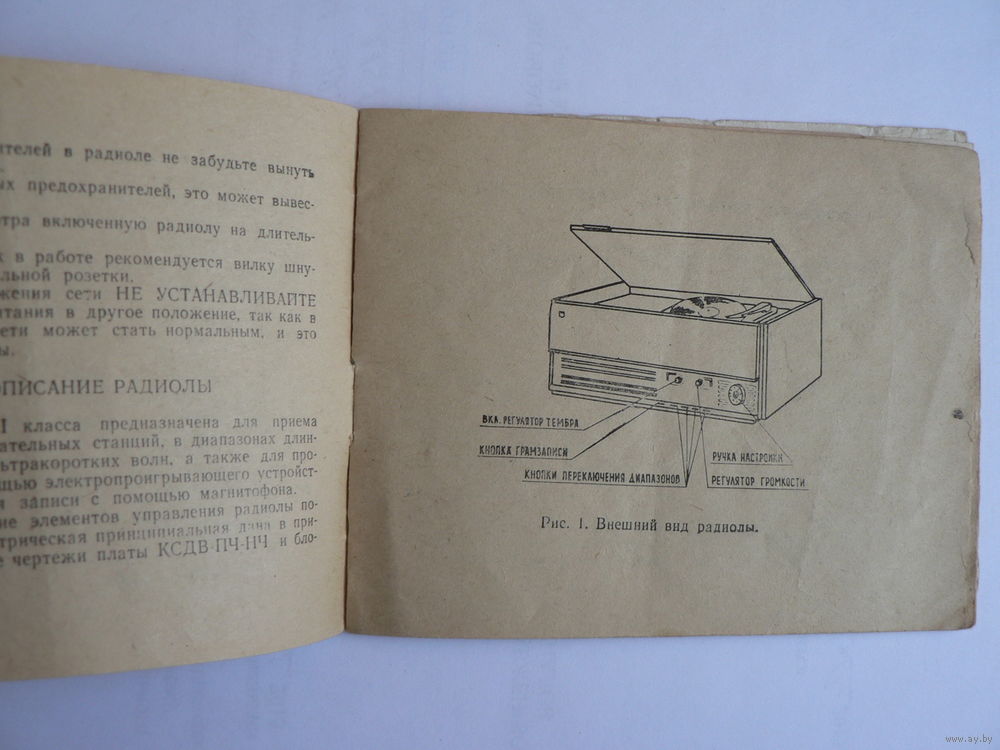 ителей в радиоле не забудьте вынуть
ых предохранителей, это может вывес-
отра включенную радиолу на длитель-
к в работе рекомендуется вилку шну-
льной розетки.
жения сети НЕ УСТАНАВЛИВАЙТЕ
итания в другое положение, так как в
сети может стать нормальным, и это
ы.
ОПИСАНИЕ РАДИОЛЫ
I класса предназначена для приема
ательных станций, в диапазонах длин-
льтракоротких волн, а также для про-
щью электропроигрывающего устройст-
я записи с помощью магнитофона.
ие элементов управления радиолы по-
трическая принципиальная дана в при-
е чертежи платы КСДВ-ПЧ-НЧ и бло-
ВКЛ. РЕГУЛЯТОР ТЕМБРА
КНОПКА ГРАМЗАПИСИ
КНОПКИ ПЕРЕКЛЮЧЕНИЯ ДИАПАЗОНОВ
РУЧКА НАСТРОЙКИ
РЕГУЛЯТОР ГРОМКОСТИ
Рис. 1. Внешний вид радиолы.
www.ay.by